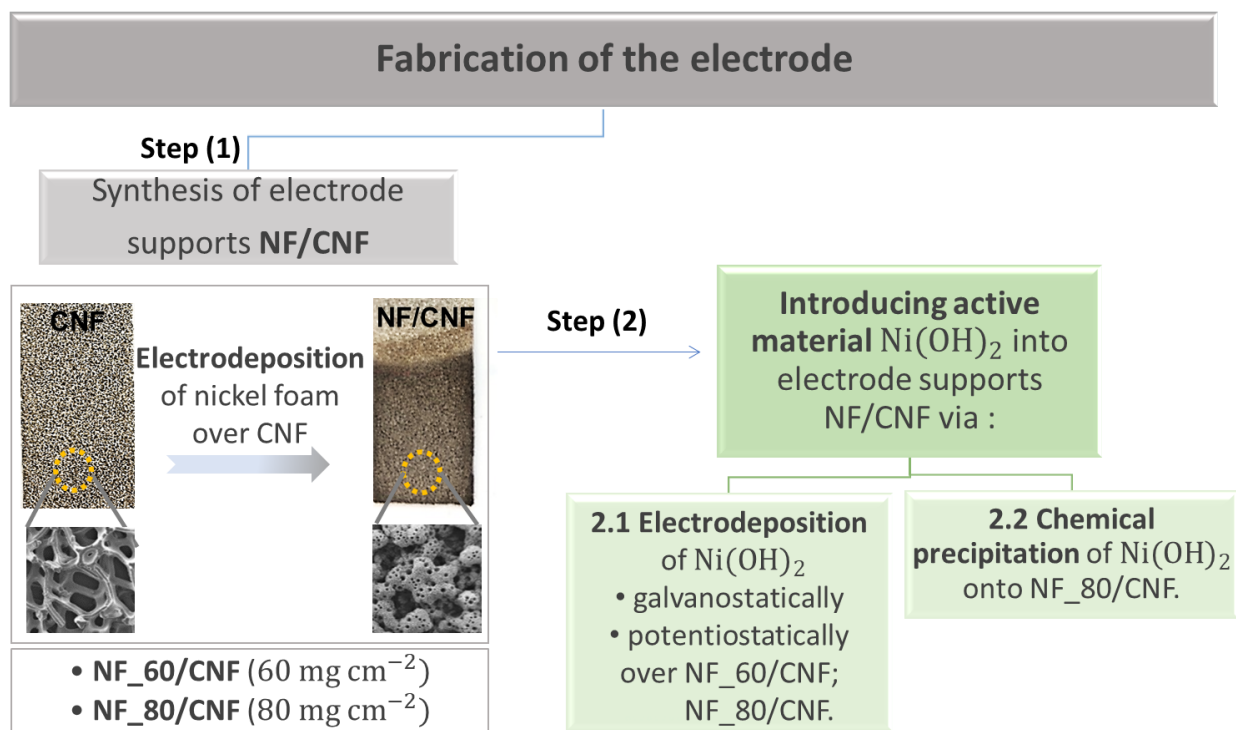 Fabrication of the electrode
Step (1)
Synthesis of electrode
supports NF/CNF
CNF
Electrodeposition
of nickel foam
over CNF
NF/CNF
• NF_60/CNF (60 mg cm⁻²)
• NF_80/CNF (80 mg cm⁻²)
Step (2)
Introducing active
material Ni(OH)₂ into
electrode supports
NF/CNF via :
2.1 Electrodeposition
of Ni(OH)₂
• galvanostatically
• potentiostatically
over NF_60/CNF;
NF_80/CNF.
2.2 Chemical
precipitation of Ni(OH)₂
onto NF_80/CNF.